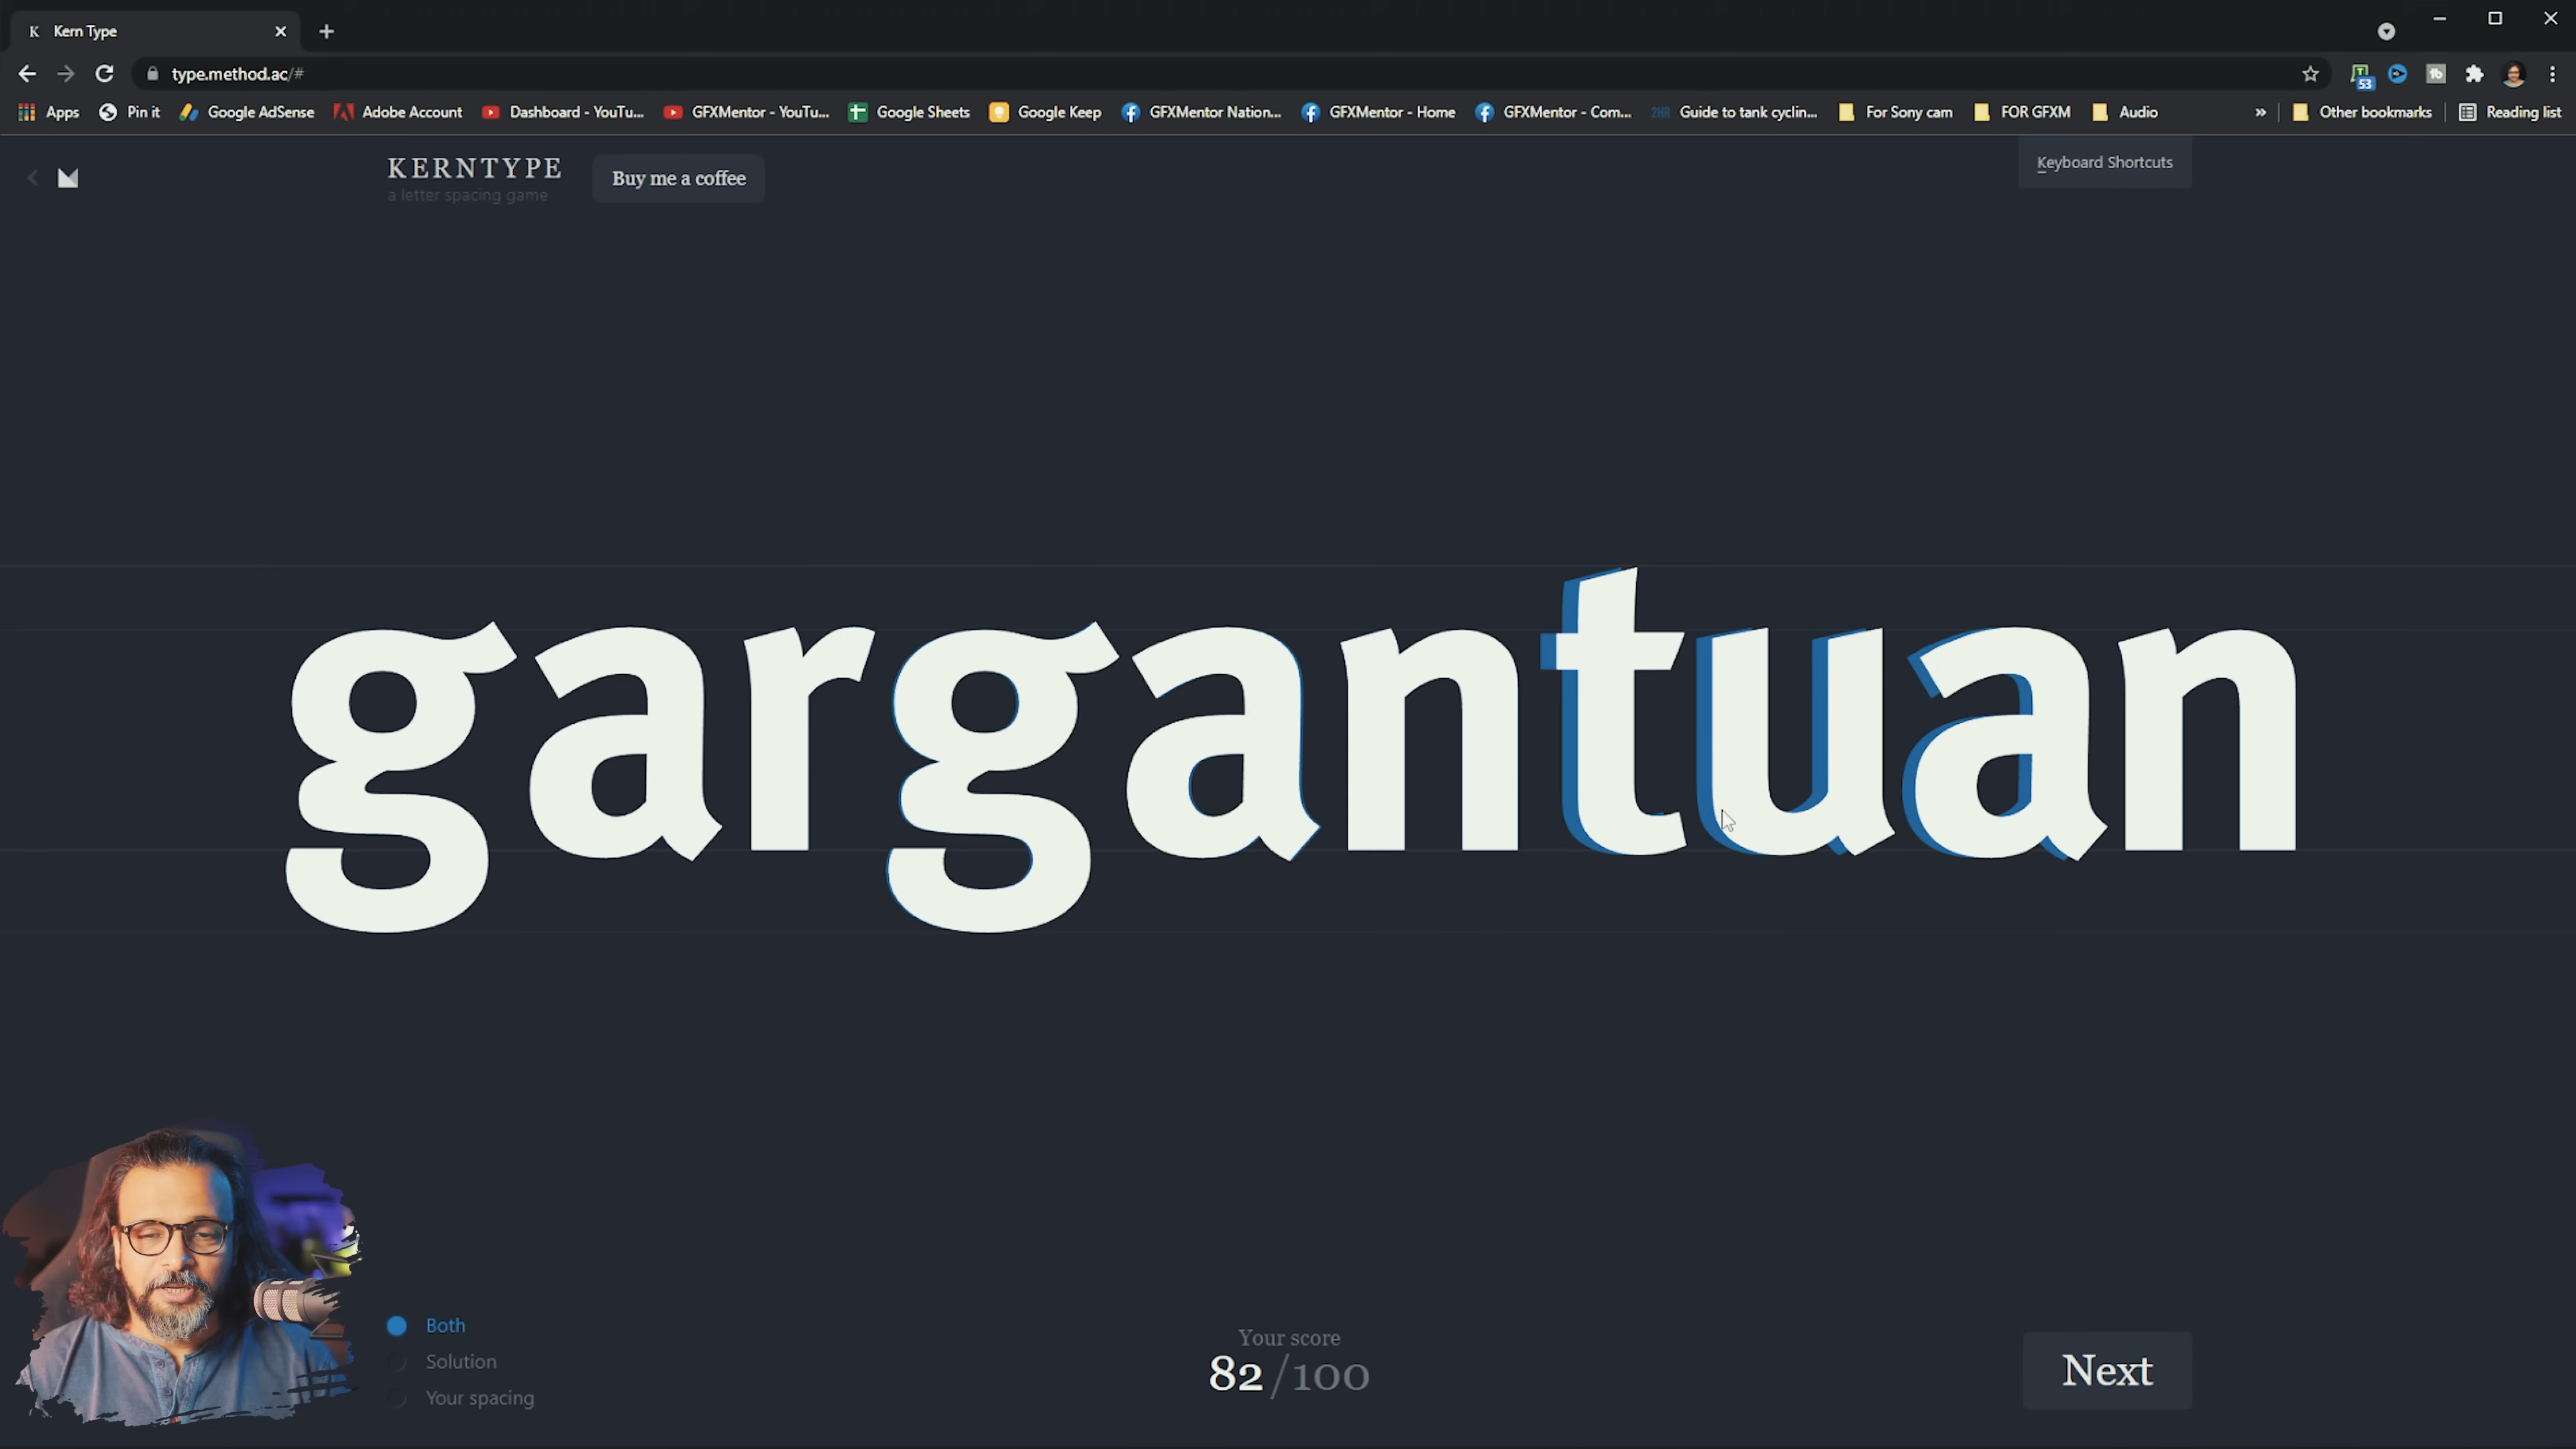 K Kern Type
type.method.ac/#
53
Apps Pin it Google AdSense Adobe Account Dashboard - YouTu... GFXMentor - YouTu... Google Sheets Google Keep GFXMentor Nation... GFXMentor - Home GFXMentor - Com... 2HR Guide to tank cyclin... For Sony cam FOR GFXM Audio » Other bookmarks Reading list
KERNTYPE
a letter spacing game
Buy me a coffee
Keyboard Shortcuts
gargantuan
Both
Solution
Your spacing
Your score
82/100
Next